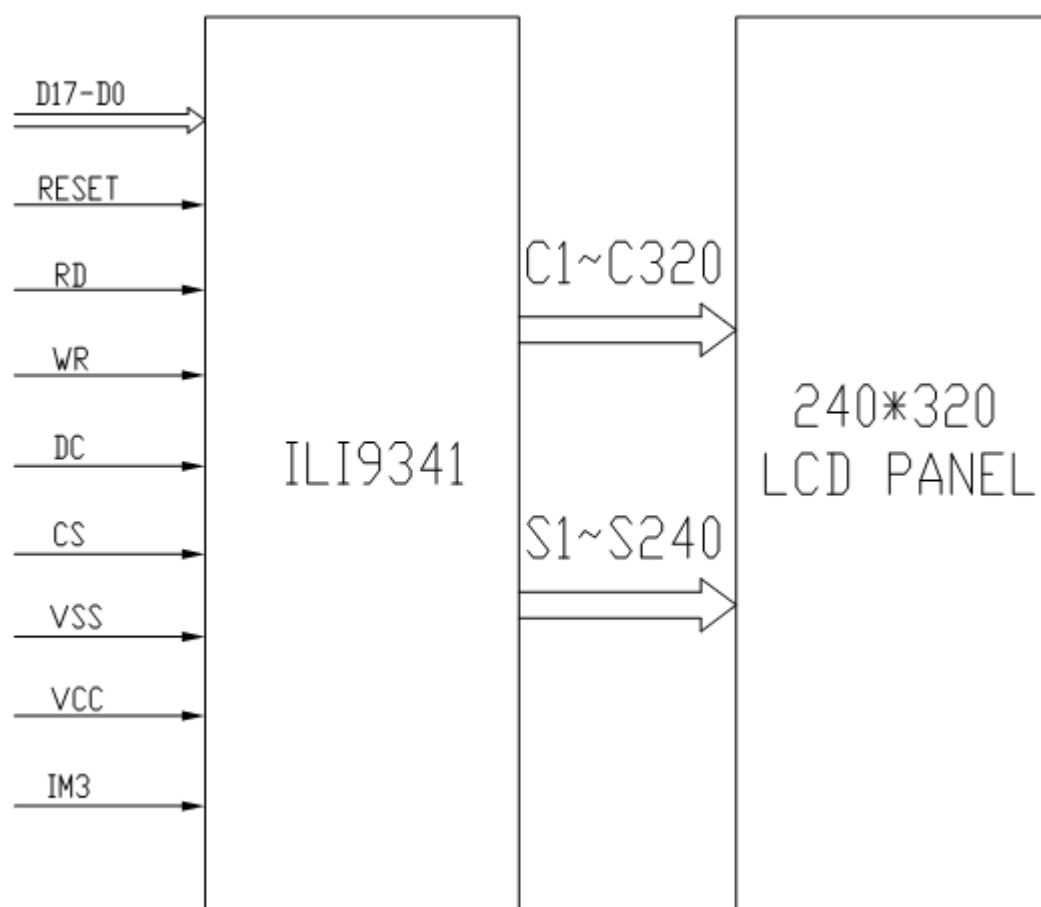 D17-D0
RESET
RD
WR
DC
CS
VSS
VCC
IM3
ILI9341
C1~C320
S1~S240
240*320
LCD PANEL